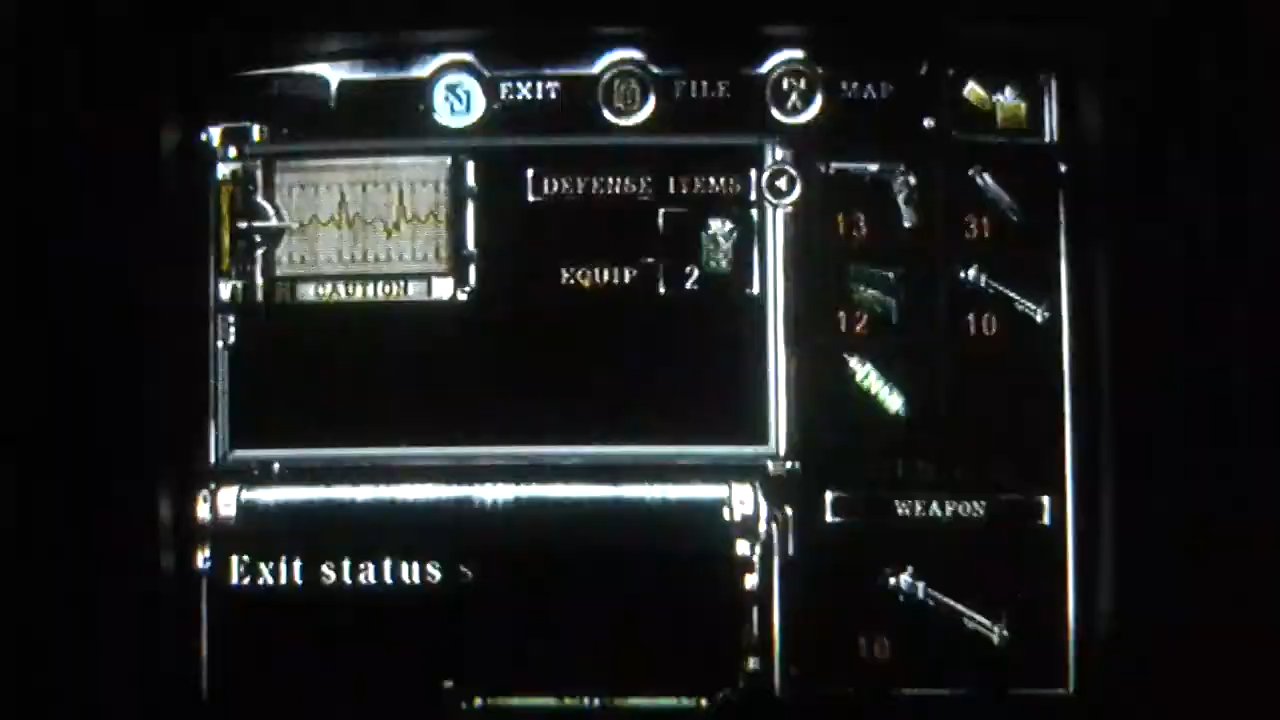 EXIT FILE MAP
DEFENSE ITEMS
13 31
EQUIP 2
CAUTION
12 10
WEAPON
Exit status s
10